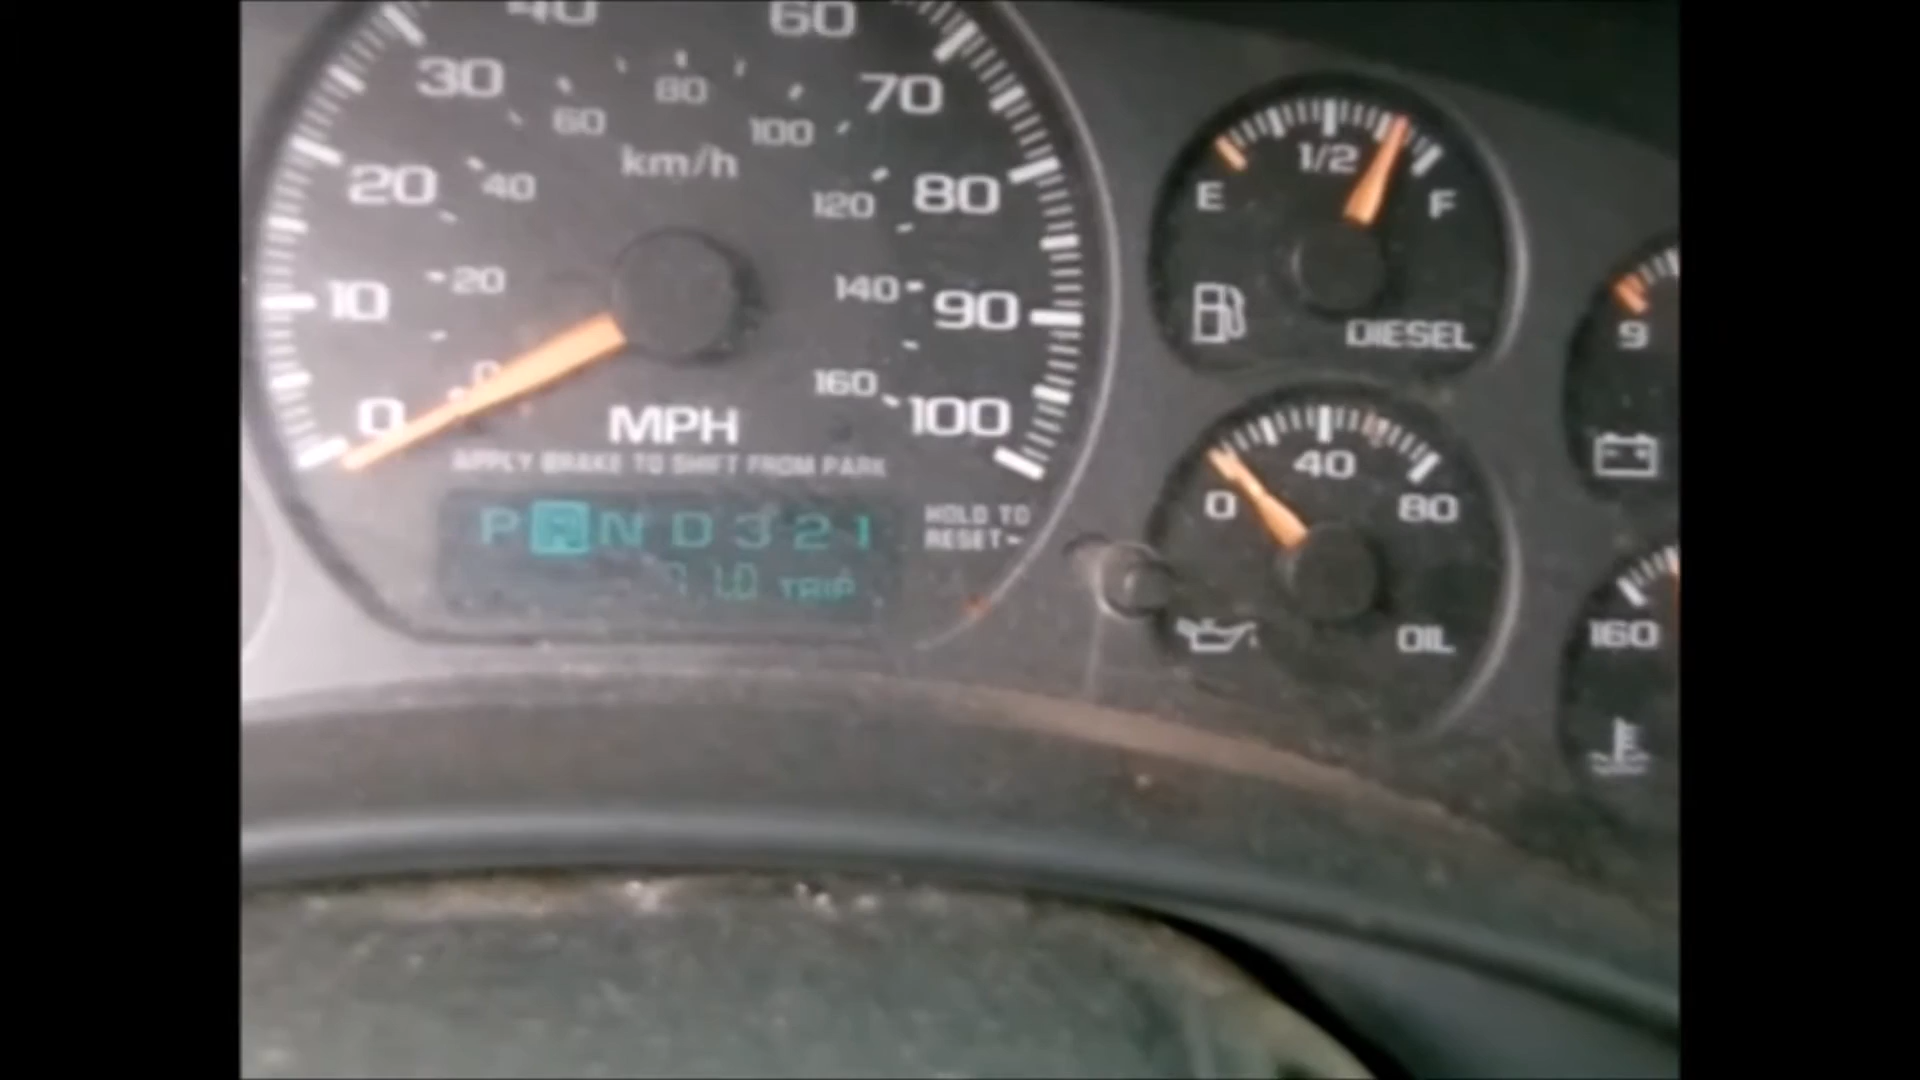 40 60
30 80 70
60 100
km/h
20 40 120 80
10 20 140 90
0 0 160 100
MPH
APPLY BRAKE TO SHIFT FROM PARK
P R N D 3 2 1
TRIP
HOLD TO
RESET
1/2
E F
DIESEL
40
0 80
OIL
9
160